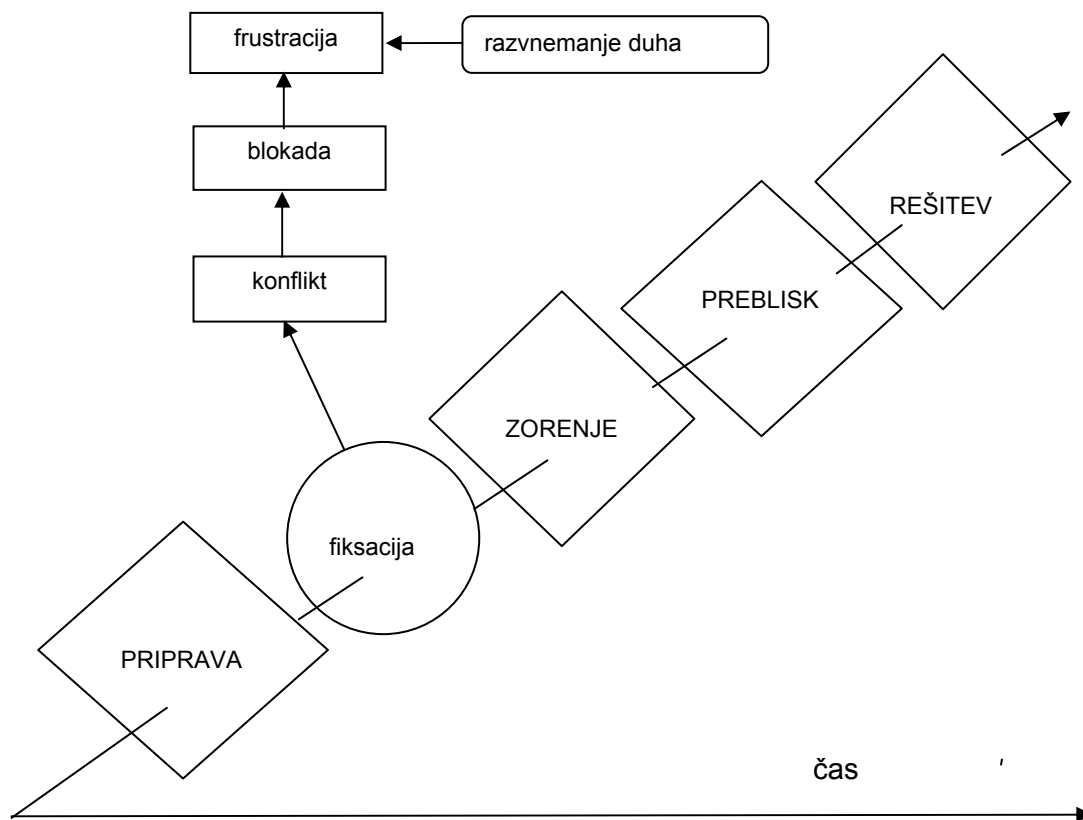 frustracija
razvnemanje duha
blokada
REŠITEV
konflikt
PREBLISK
ZORENJE
fiksacija
PRIPRAVA
čas